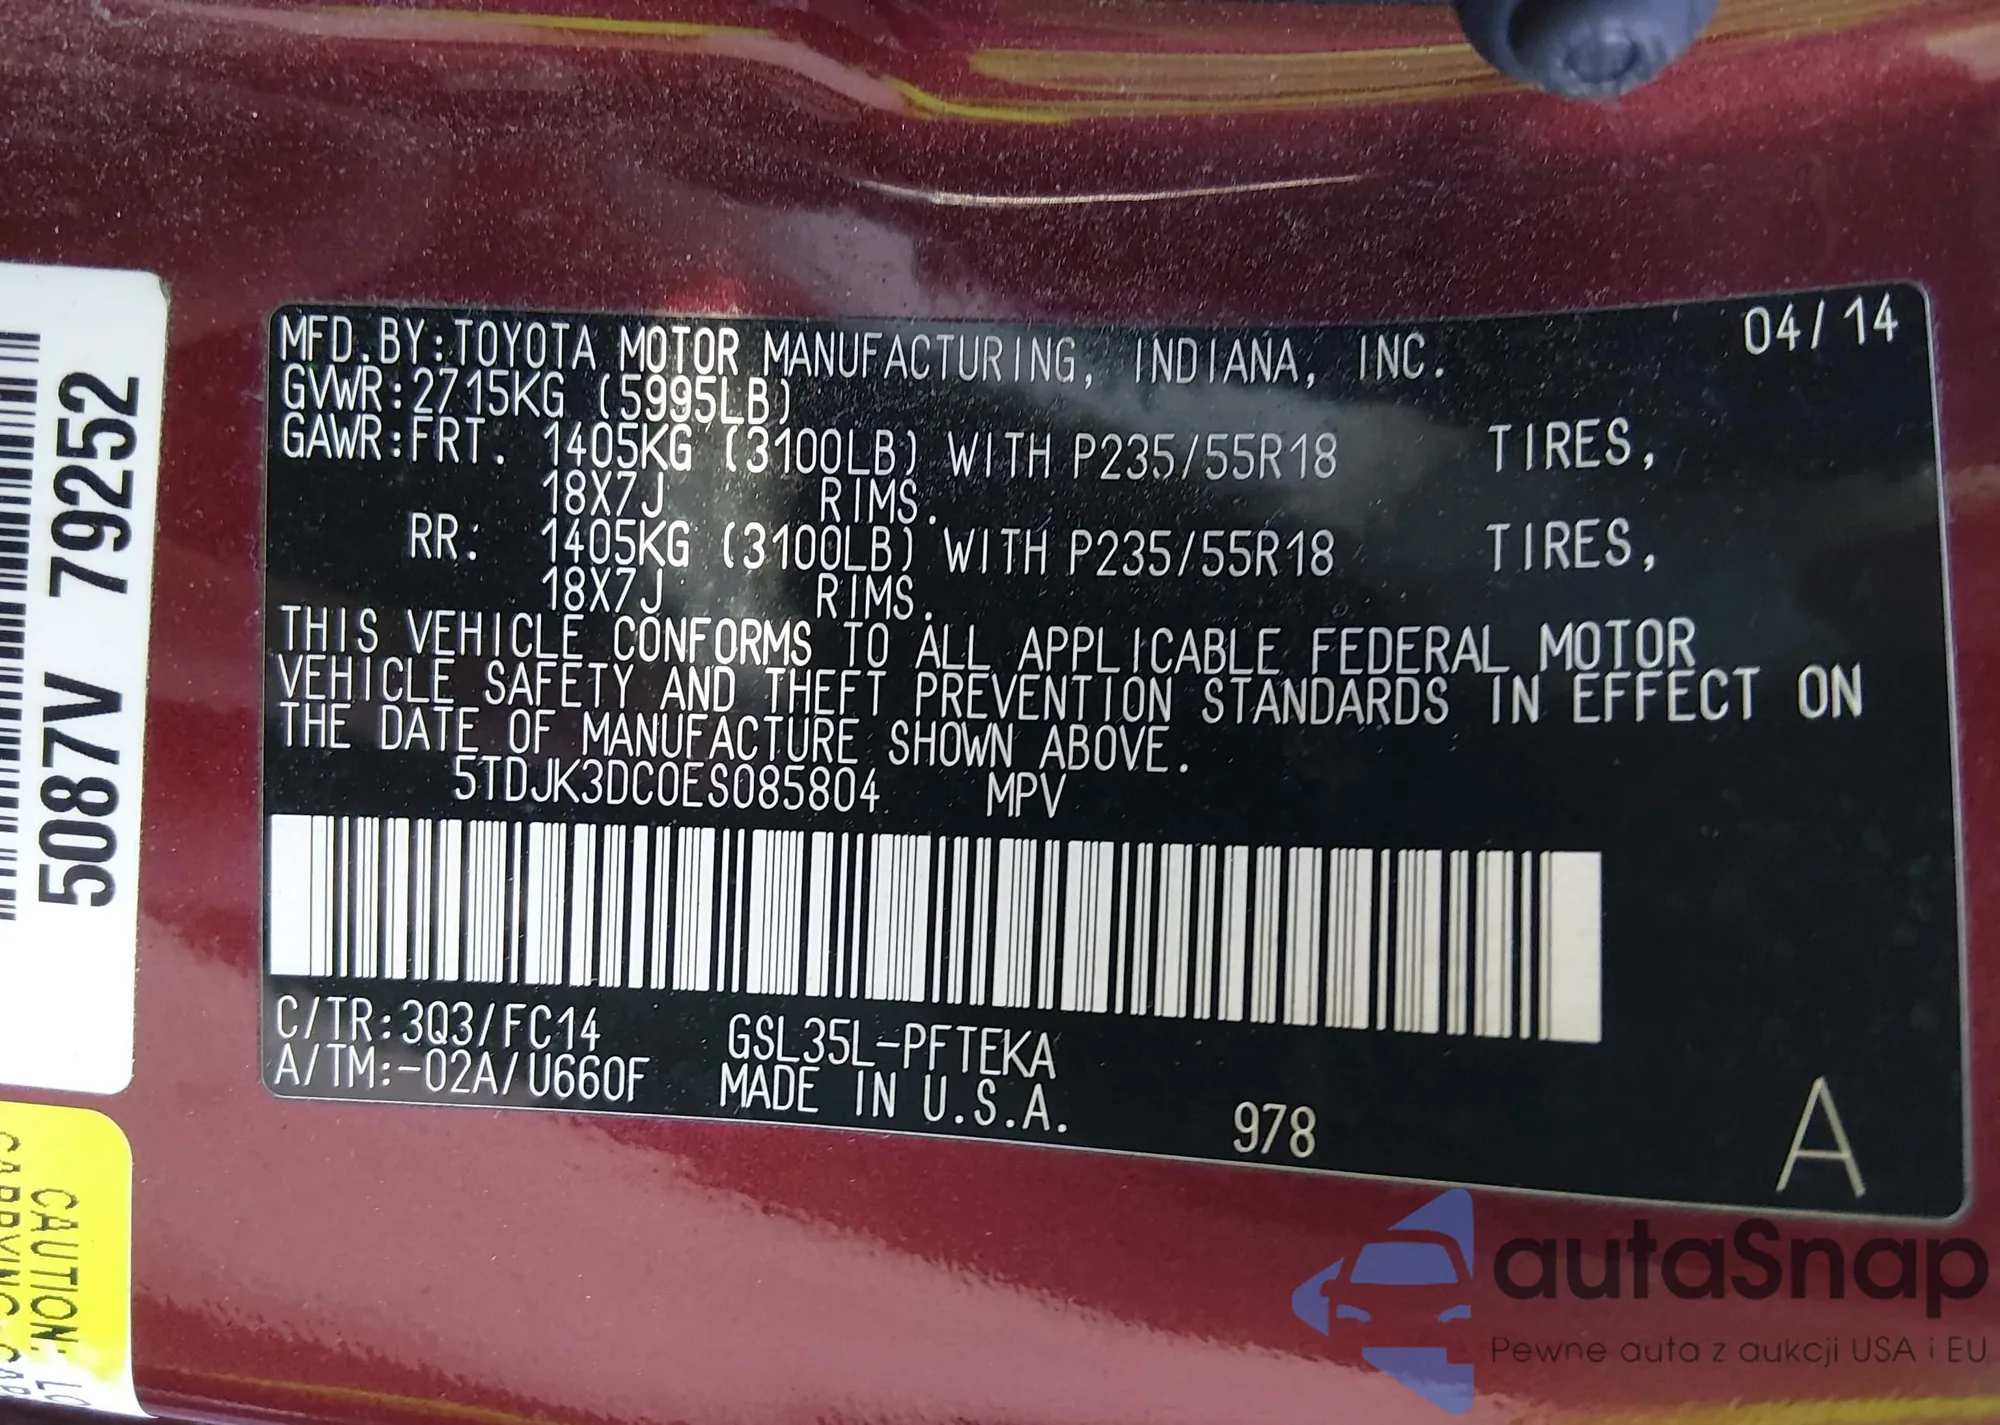 MFD.BY:TOYOTA MOTOR MANUFACTURING, INDIANA, INC. 04/14
GVWR:2715KG (5995LB)
GAWR:FRT. 1405KG (3100LB) WITH P235/55R18 TIRES,
18X7J RIMS.
RR: 1405KG (3100LB) WITH P235/55R18 TIRES,
18X7J RIMS.
THIS VEHICLE CONFORMS TO ALL APPLICABLE FEDERAL MOTOR
VEHICLE SAFETY AND THEFT PREVENTION STANDARDS IN EFFECT ON
THE DATE OF MANUFACTURE SHOWN ABOVE.
5TDJK3DC0ES085804 MPV
C/TR:3Q3/FC14 GSL35L-PFTEKA
A/TM:-02A/U660F MADE IN U.S.A.
978
A
5087V 79252
CAUTION:
autoSnap
Pewne auto z aukcji USA i EU